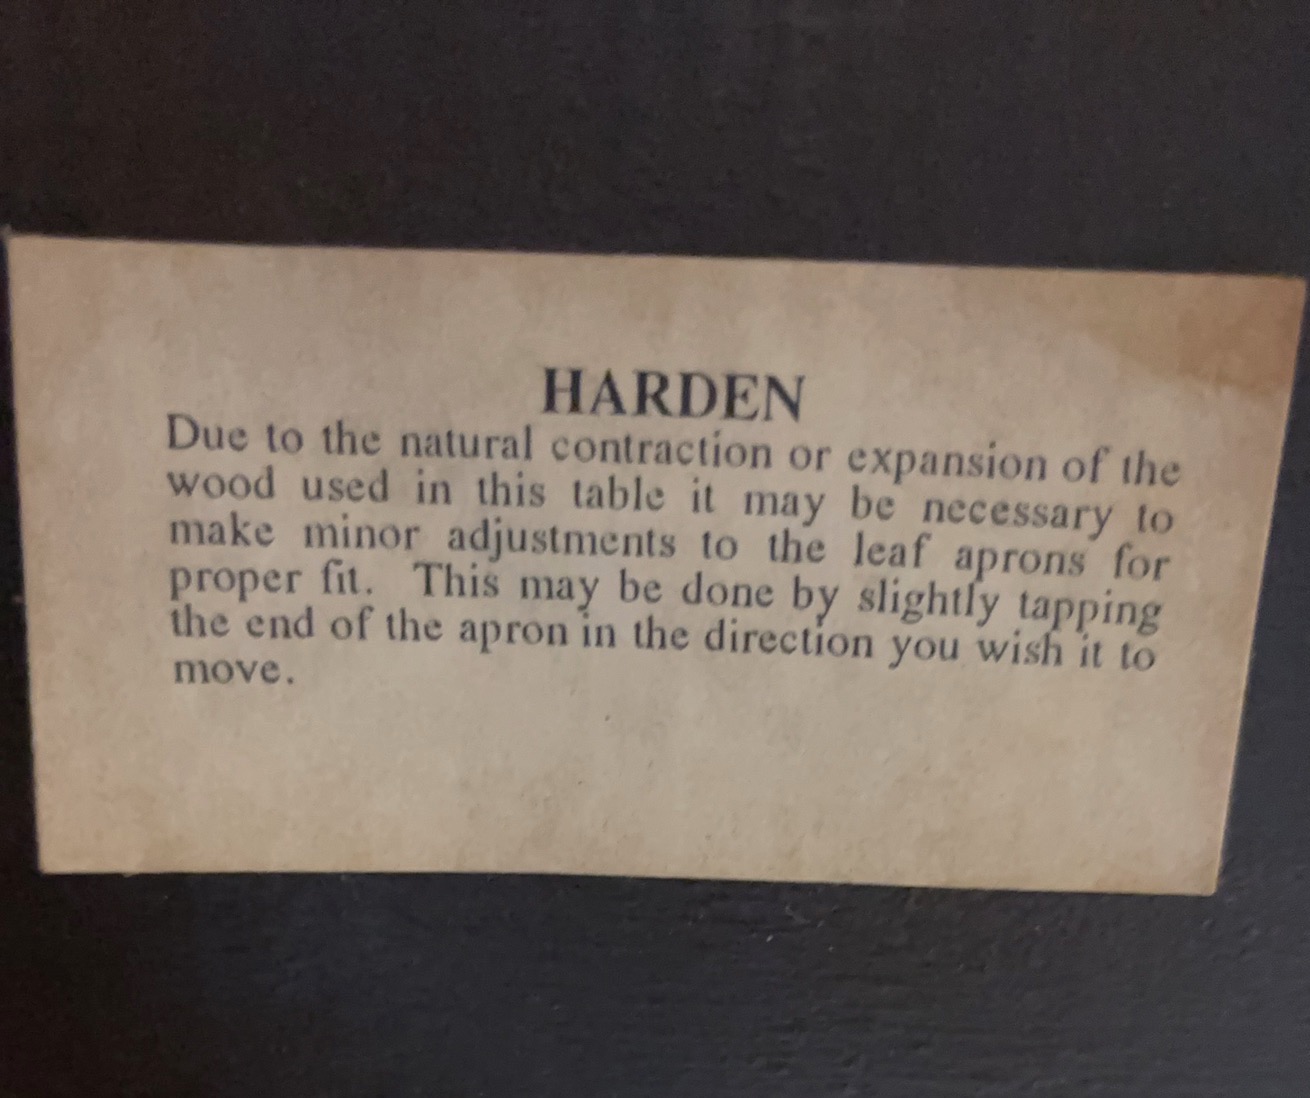 HARDEN
Due to the natural contraction or expansion of the
wood used in this table it may be necessary to
make minor adjustments to the leaf aprons for
proper fit. This may be done by slightly tapping
the end of the apron in the direction you wish it to
move.